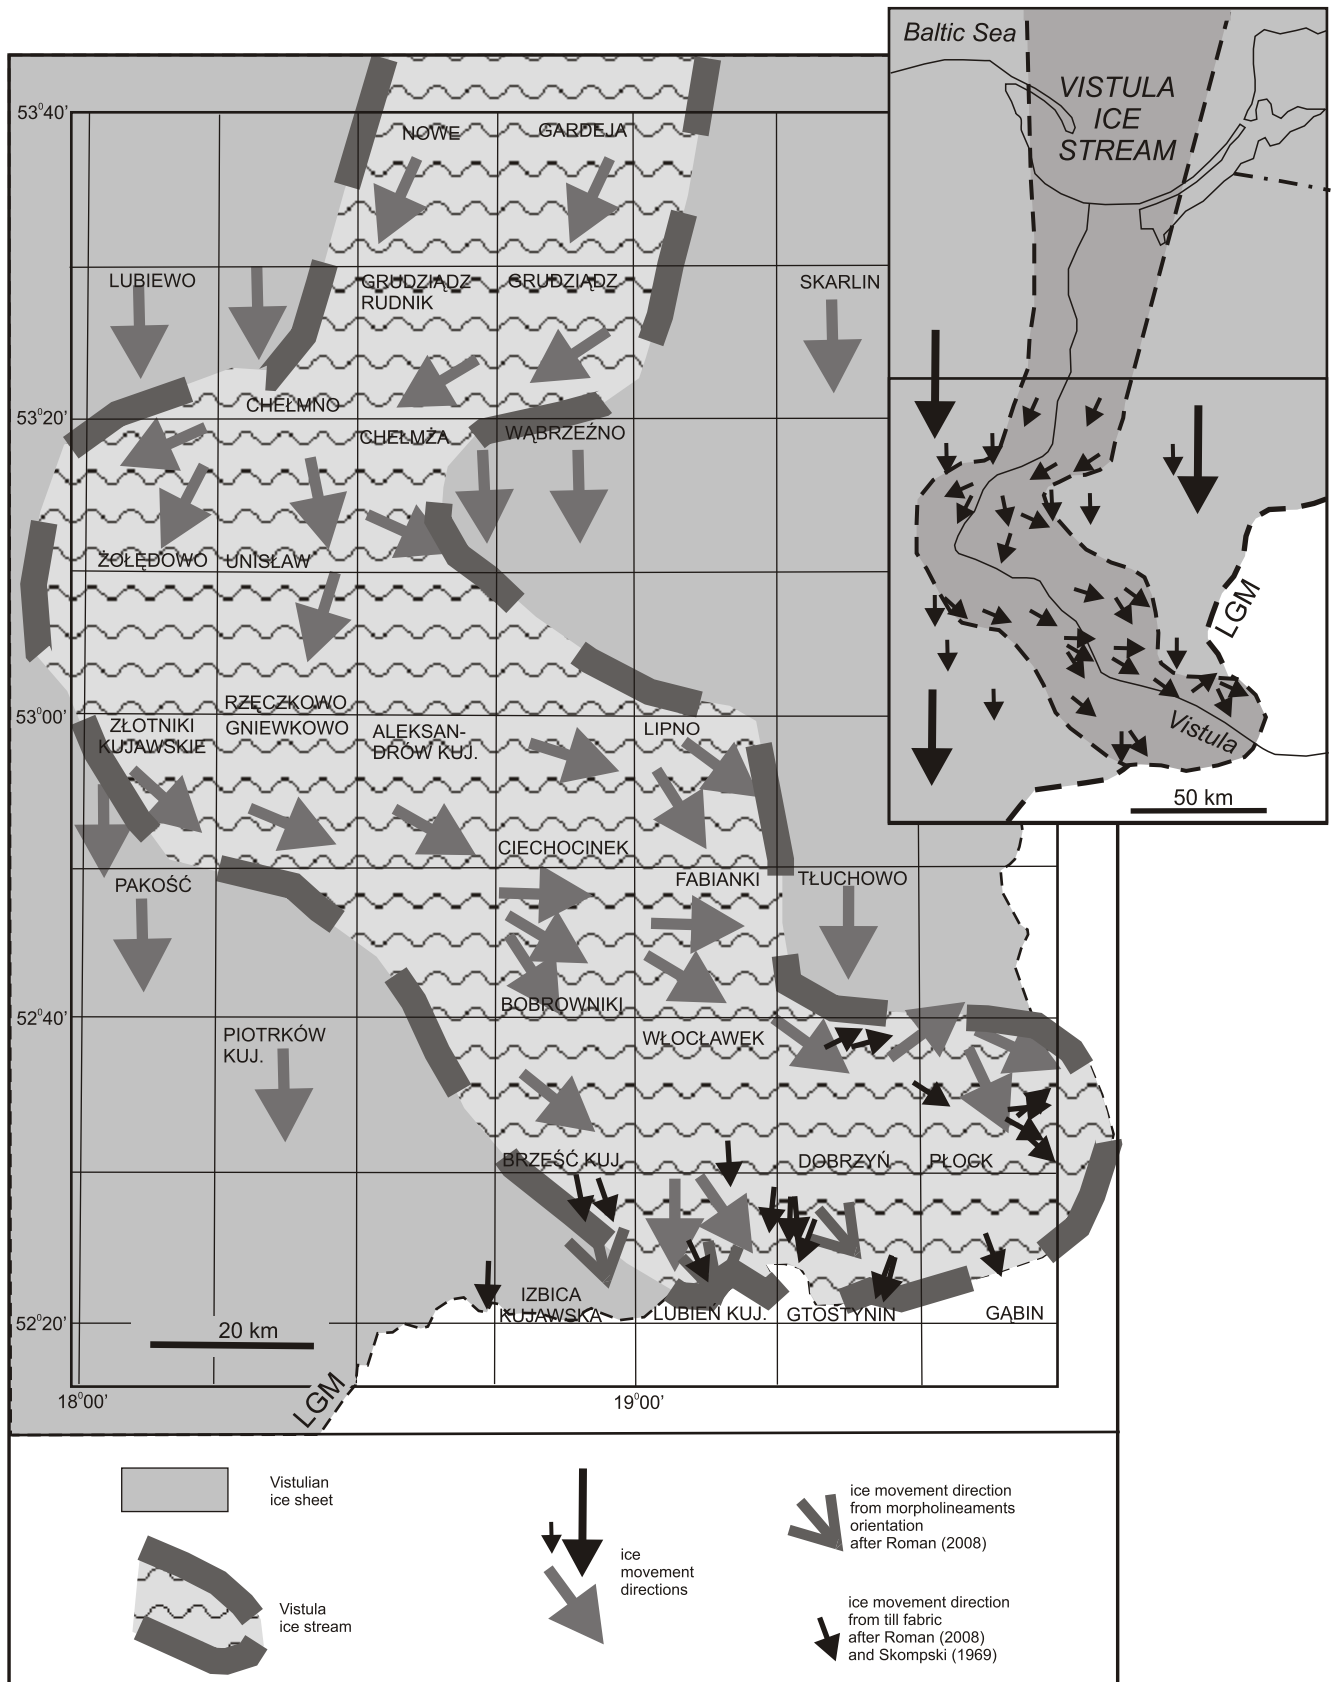 Baltic Sea
VISTULA
ICE
STREAM
LGM
Vistula
50 km
53°40'
NOWE
GARDEJA
LUBIEWO
GRUDZIĄDZ
RUDNIK
GRUDZIĄDZ
SKARLIN
53°20'
CHEŁMNO
CHEŁMŻA
WĄBRZEŹNO
ŻOŁĘDOWO
UNISŁAW
RZĘCZKOWO
53°00'
ZŁOTNIKI
KUJAWSKIE
GNIEWKOWO
ALEKSAN-
DRÓW KUJ.
LIPNO
CIECHOCINEK
PAKOŚĆ
FABIANKI
TŁUCHOWO
BOBROWNIKI
52°40'
PIOTRKÓW
KUJ.
WŁOCŁAWEK
BRZEŚĆ KUJ
DOBRZYŃ
PŁOCK
IZBICA
KUJAWSKA
LUBIEŃ KUJ.
GTOSTYNIN
GĄBIN
52°20'
20 km
LGM
18°00'
19°00'
Vistulian
ice sheet
Vistula
ice stream
ice
movement
directions
ice movement direction
from morpholineaments
orientation
after Roman (2008)
ice movement direction
from till fabric
after Roman (2008)
and Skompski (1969)